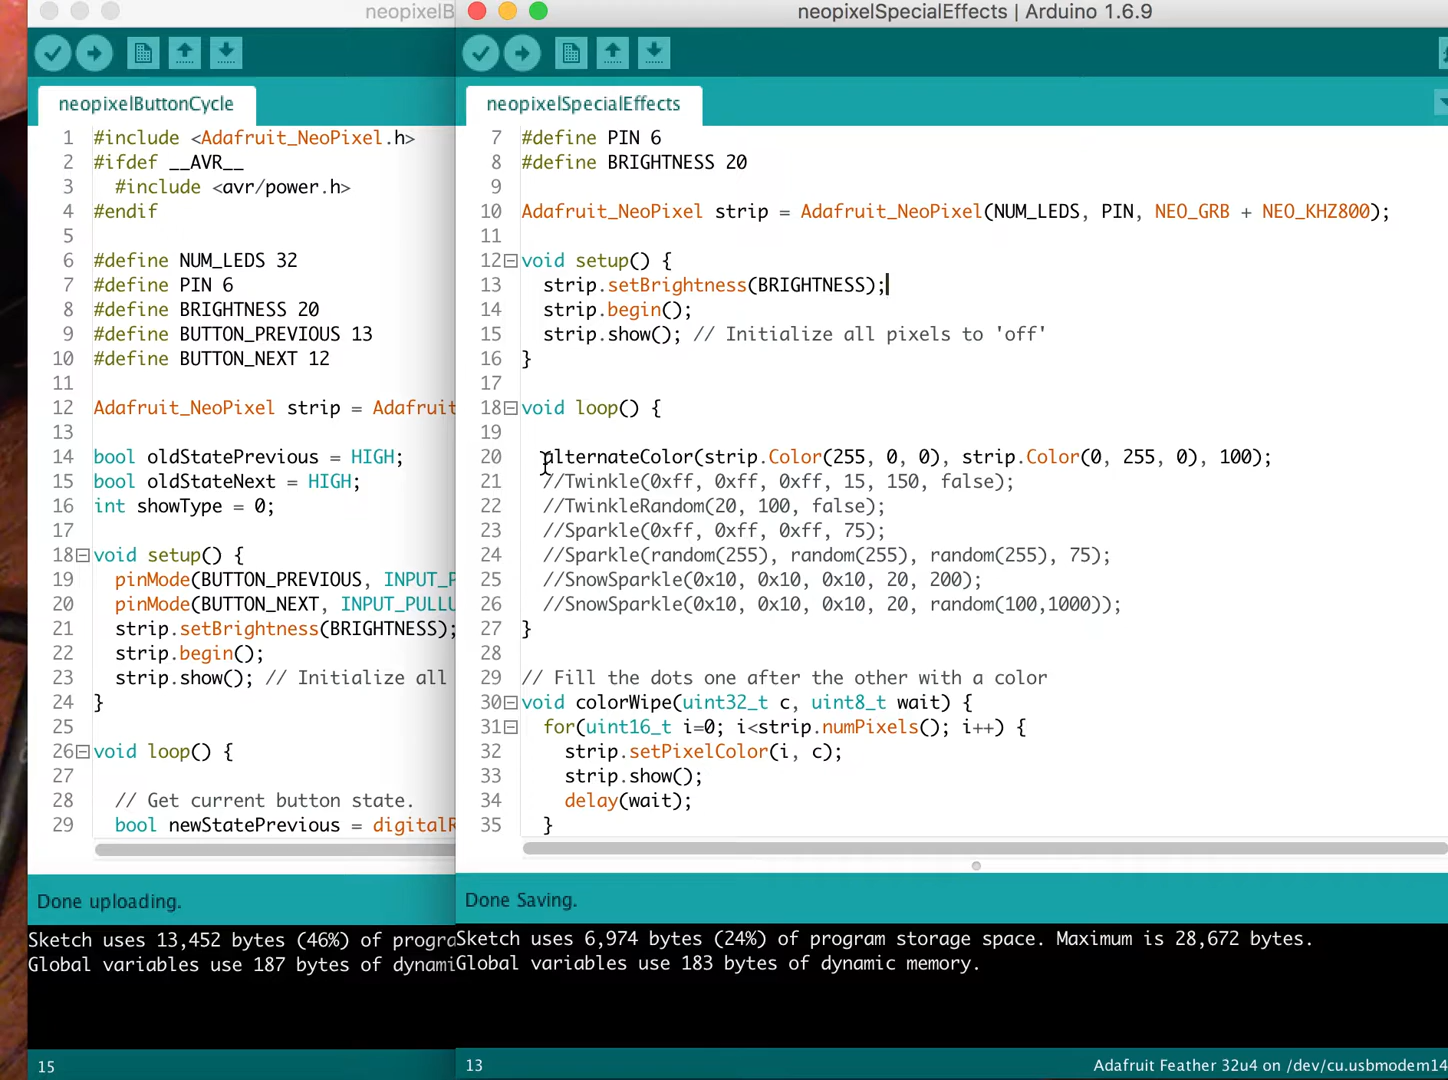 neopixelB
neopixelButtonCycle
1 #include <Adafruit_NeoPixel.h>
2 #ifdef __AVR__
3 #include <avr/power.h>
4 #endif
5
6 #define NUM_LEDS 32
7 #define PIN 6
8 #define BRIGHTNESS 20
9 #define BUTTON_PREVIOUS 13
10 #define BUTTON_NEXT 12
11
12 Adafruit_NeoPixel strip = Adafruit
13
14 bool oldStatePrevious = HIGH;
15 bool oldStateNext = HIGH;
16 int showType = 0;
17
18 void setup() {
19 pinMode(BUTTON_PREVIOUS, INPUT_P
20 pinMode(BUTTON_NEXT, INPUT_PULLU
21 strip.setBrightness(BRIGHTNESS);
22 strip.begin();
23 strip.show(); // Initialize all
24 }
25
26 void loop() {
27
28 // Get current button state.
29 bool newStatePrevious = digitalR
Done uploading.
Sketch uses 13,452 bytes (46%) of progra
Global variables use 187 bytes of dynami
15
neopixelSpecialEffects | Arduino 1.6.9
neopixelSpecialEffects
7 #define PIN 6
8 #define BRIGHTNESS 20
9
10 Adafruit_NeoPixel strip = Adafruit_NeoPixel(NUM_LEDS, PIN, NEO_GRB + NEO_KHZ800);
11
12 void setup() {
13 strip.setBrightness(BRIGHTNESS);
14 strip.begin();
15 strip.show(); // Initialize all pixels to 'off'
16 }
17
18 void loop() {
19
20 alternateColor(strip.Color(255, 0, 0), strip.Color(0, 255, 0), 100);
21 //Twinkle(0xff, 0xff, 0xff, 15, 150, false);
22 //TwinkleRandom(20, 100, false);
23 //Sparkle(0xff, 0xff, 0xff, 75);
24 //Sparkle(random(255), random(255), random(255), 75);
25 //SnowSparkle(0x10, 0x10, 0x10, 20, 200);
26 //SnowSparkle(0x10, 0x10, 0x10, 20, random(100,1000));
27 }
28
29 // Fill the dots one after the other with a color
30 void colorWipe(uint32_t c, uint8_t wait) {
31 for(uint16_t i=0; i<strip.numPixels(); i++) {
32 strip.setPixelColor(i, c);
33 strip.show();
34 delay(wait);
35 }
Done Saving.
Sketch uses 6,974 bytes (24%) of program storage space. Maximum is 28,672 bytes.
Global variables use 183 bytes of dynamic memory.
13
Adafruit Feather 32u4 on /dev/cu.usbmodem14